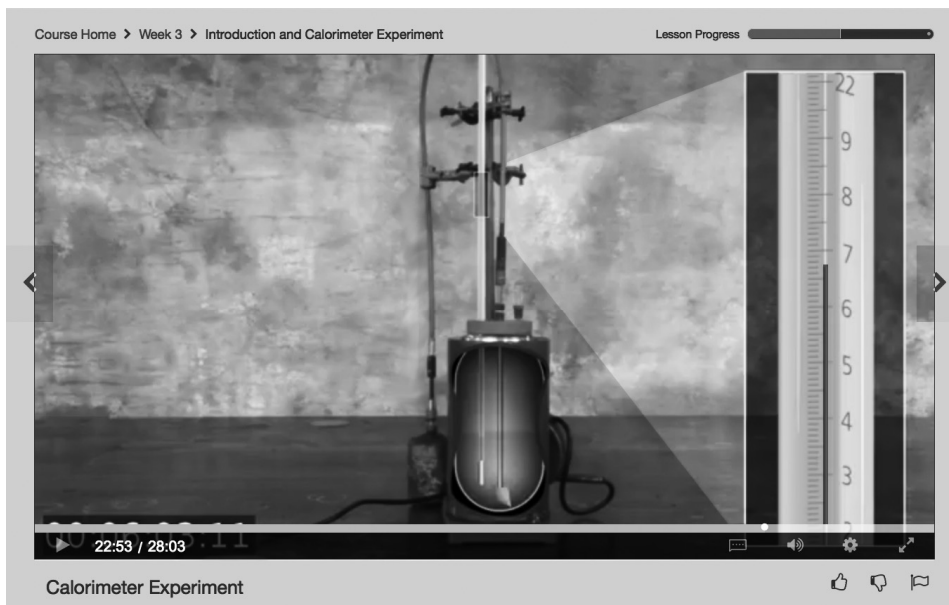 Course Home > Week 3 > Introduction and Calorimeter Experiment
Lesson Progress
22
9
8
7
6
5
4
3
22:53 / 28:03
Calorimeter Experiment